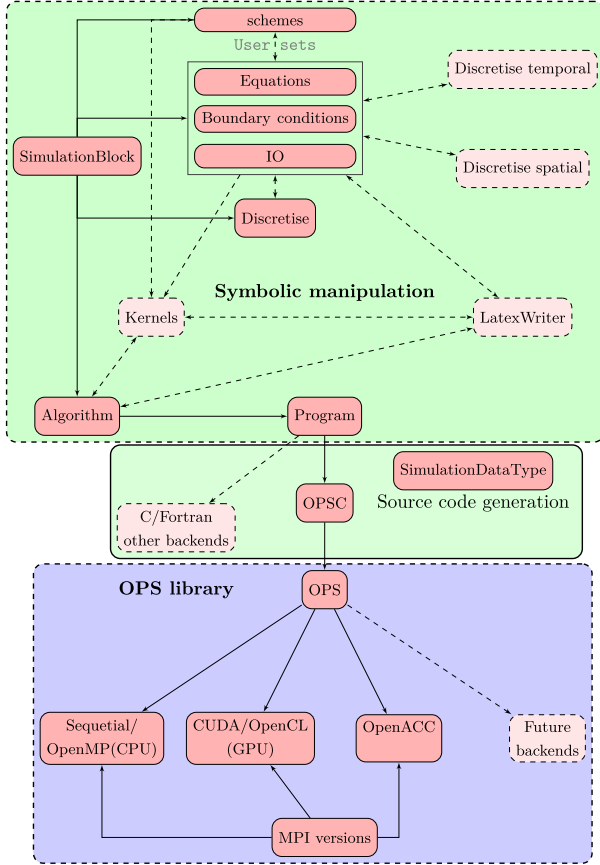 schemes
User sets
Equations
Discretise temporal
Boundary conditions
SimulationBlock
IO
Discretise spatial
Discretise
Symbolic manipulation
Kernels
LatexWriter
Algorithm
Program
SimulationDataType
OPSC
Source code generation
C/Fortran
other backends
OPS library
OPS
Sequetial/
OpenMP(CPU)
CUDA/OpenCL
(GPU)
OpenACC
Future
backends
MPI versions